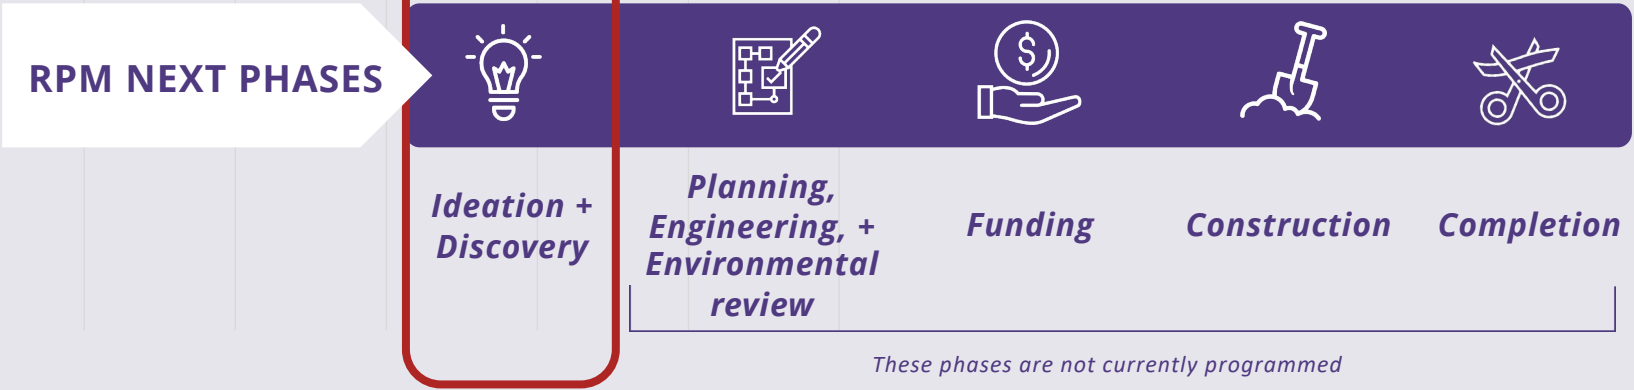 RPM NEXT PHASES
$
Ideation +
Discovery
Planning,
Engineering, +
Environmental
review
Funding
Construction
Completion
These phases are not currently programmed